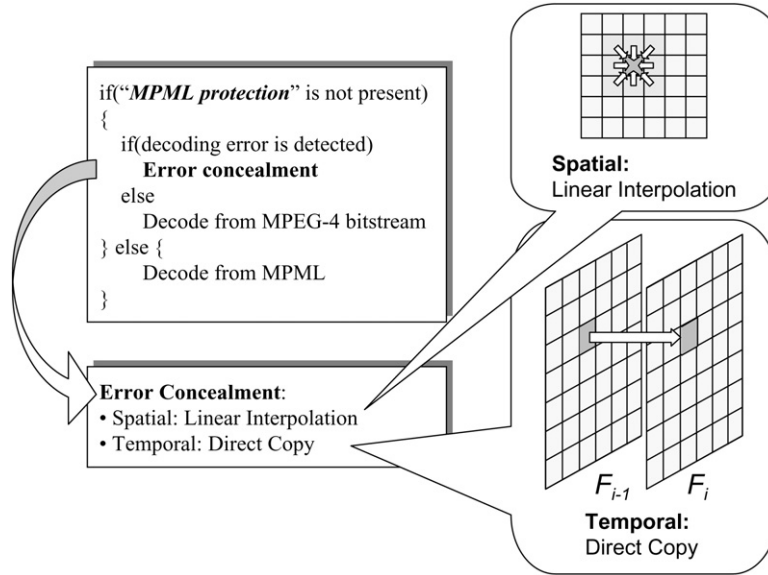 if(“MPML protection” is not present)
{
if(decoding error is detected)
Error concealment
else
Decode from MPEG-4 bitstream
} else {
Decode from MPML
}
Error Concealment:
• Spatial: Linear Interpolation
• Temporal: Direct Copy
Spatial:
Linear Interpolation
F_{i-1} F_i
Temporal:
Direct Copy